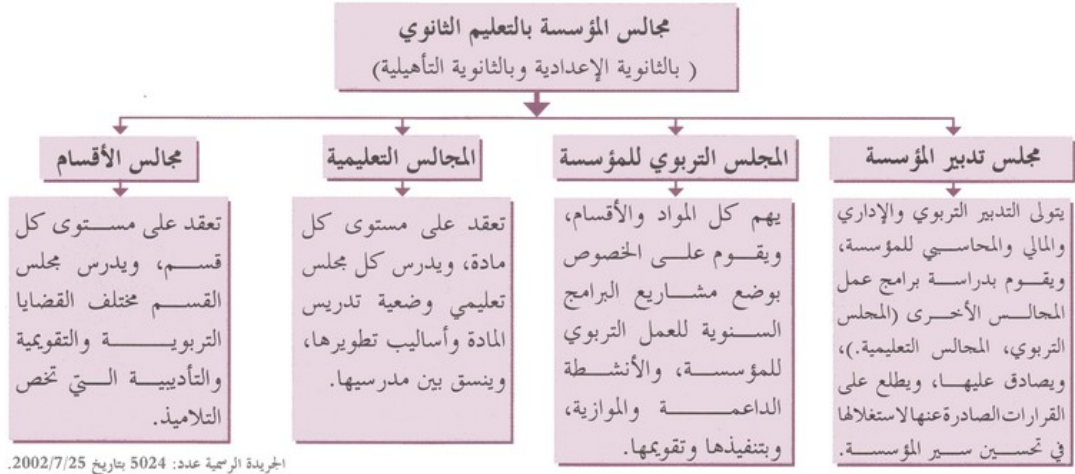 مجالس المؤسسة بالتعليم الثانوي
( بالثانوية الإعدادية وبالثانوية التأهيلية)
مجلس تدبير المؤسسة
يتولى التدبير التربوي والإداري
والمالي والمحاسبي للمؤسسة،
ويقوم بدراسة برامج عمل
المجالس الأخرى (المجلس
التربوي، المجالس التعليمية.)،
ويصادق عليها، ويطلع على
القرارات الصادرة عنها لاستغلالها
في تحسين سير المؤسسة.
المجلس التربوي للمؤسسة
يهم كل المواد والأقسام،
ويقوم على الخصوص
بوضع مشاريع البرامج
السنوية للعمل التربوي
للمؤسسة، والأنشطة
الداعمة والموازية،
وبتنفيذها وتقويمها.
المجالس التعليمية
تعقد على مستوى كل
مادة، ويدرس كل مجلس
تعليمي وضعية تدريس
المادة وأساليب تطويرها،
وينسق بين مدرسيها.
مجالس الأقسام
تعقد على مستوى كل
قسم، ويدرس مجلس
القسم مختلف القضايا
التربوية والتقويمية
والتأديبية التي تخص
التلاميذ.
الجريدة الرسمية عدد: 5024 بتاريخ 2002/7/25.